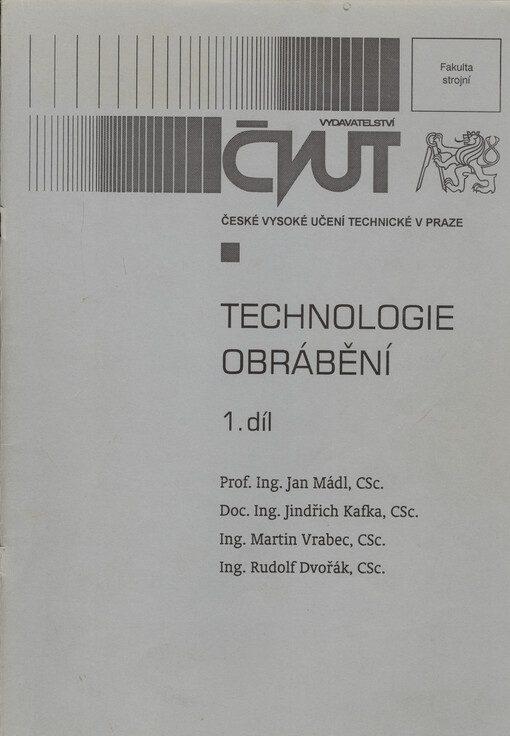 Fakulta
strojní
VYDAVATELSTVÍ
ČVUT
ČESKÉ VYSOKÉ UČENÍ TECHNICKÉ V PRAZE
TECHNOLOGIE
OBRÁBĚNÍ
1. díl
Prof. Ing. Jan Mádl, CSc.
Doc. Ing. Jindřich Kafka, CSc.
Ing. Martin Vrabec, CSc.
Ing. Rudolf Dvořák, CSc.